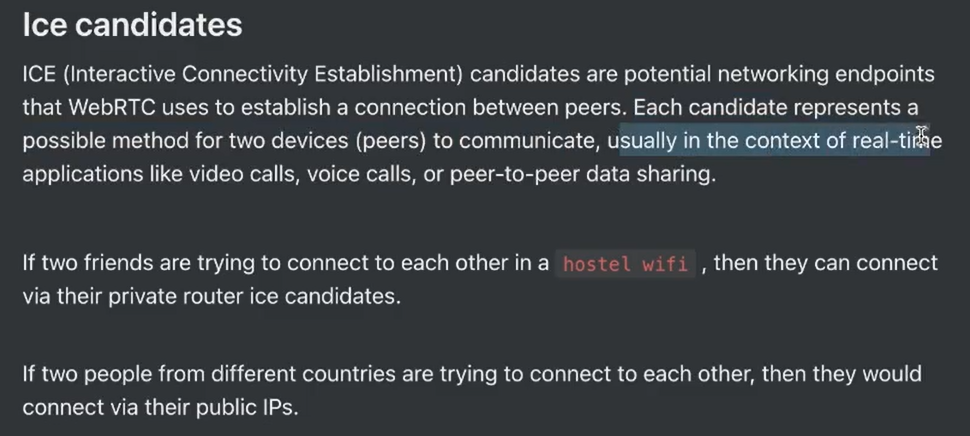 Ice candidates
ICE (Interactive Connectivity Establishment) candidates are potential networking endpoints
that WebRTC uses to establish a connection between peers. Each candidate represents a
possible method for two devices (peers) to communicate, usually in the context of real-time
applications like video calls, voice calls, or peer-to-peer data sharing.
If two friends are trying to connect to each other in a hostel wifi , then they can connect
via their private router ice candidates.
If two people from different countries are trying to connect to each other, then they would
connect via their public IPs.